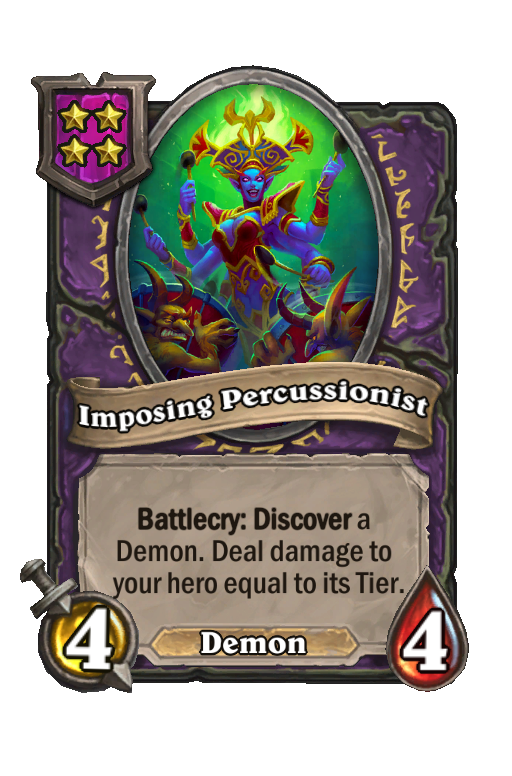 Imposing Percussionist
Battlecry: Discover a
Demon. Deal damage to
your hero equal to its Tier.
4
Demon
4